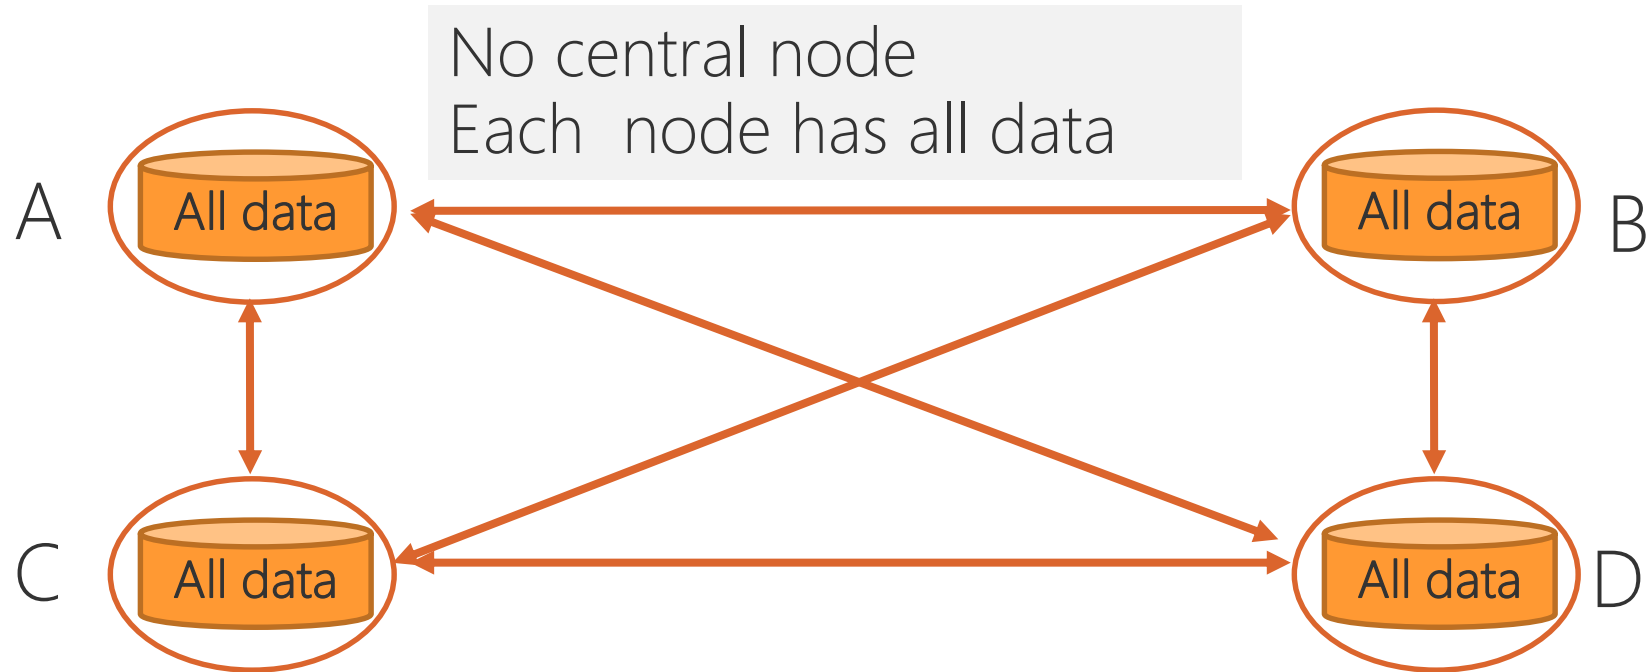 No central node
Each  node has all data
A
All data
All data
B
C
All data
All data
D